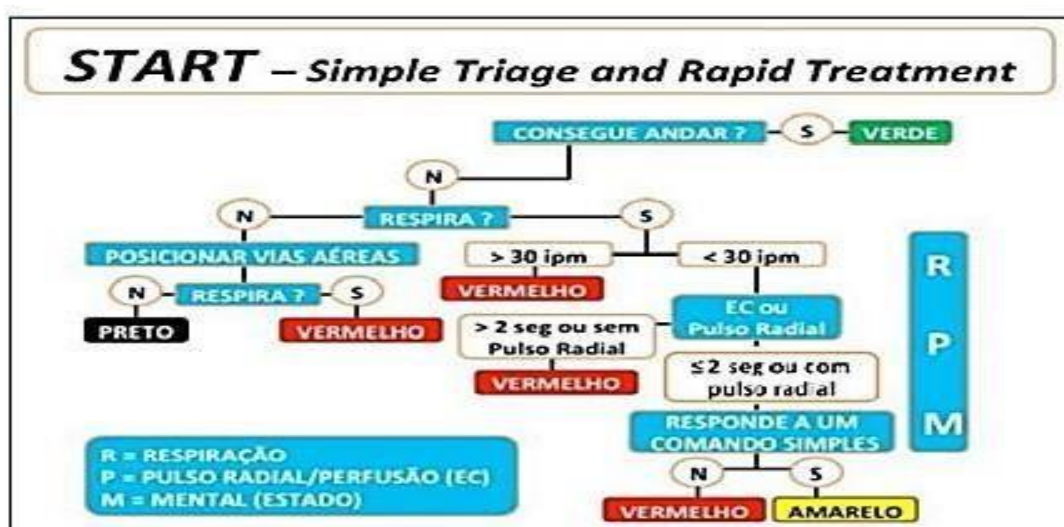 START – Simple Triage and Rapid Treatment
CONSEGUE ANDAR ?
S
VERDE
N
N
RESPIRA ?
S
POSICIONAR VIAS AÉREAS
> 30 ipm
< 30 ipm
R
N
RESPIRA ?
S
VERMELHO
PRETO
VERMELHO
> 2 seg ou sem
Pulso Radial
EC ou
Pulso Radial
P
VERMELHO
≤ 2 seg ou com
pulso radial
RESPONDE A UM
COMANDO SIMPLES
M
R = RESPIRAÇÃO
P = PULSO RADIAL/PERFUSÃO (EC)
M = MENTAL (ESTADO)
N
S
VERMELHO
AMARELO